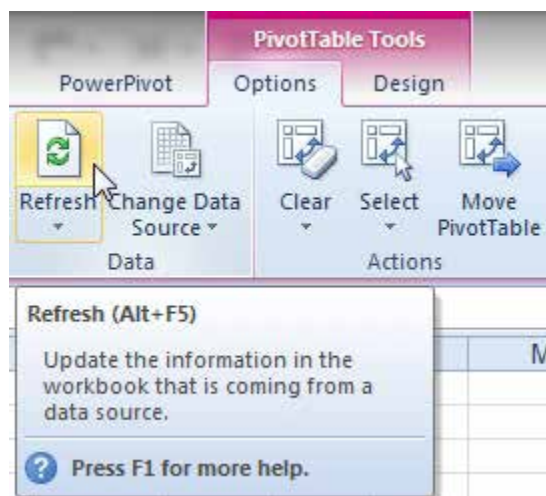 PivotTable Tools
PowerPivot Options Design
Refresh Change Data Source Clear Select Move PivotTable
Data Actions
Refresh (Alt+F5)
M
Update the information in the
workbook that is coming from a
data source.
Press F1 for more help.